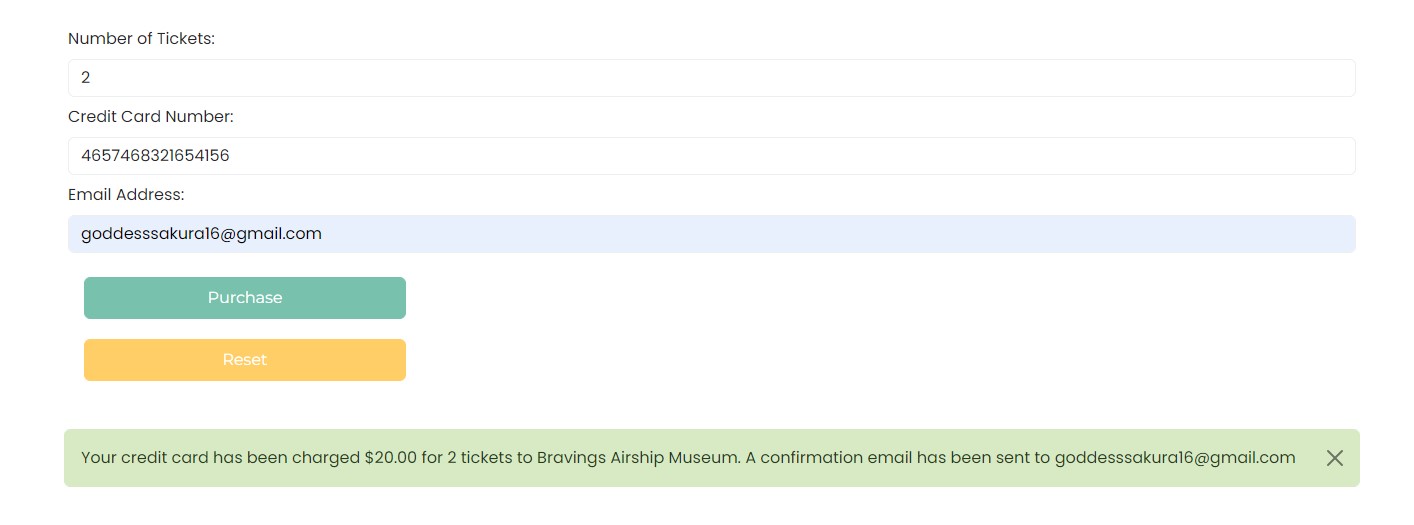 Number of Tickets:
2
Credit Card Number:
4657468321654156
Email Address:
goddesssakura16@gmail.com
Purchase
Reset
Your credit card has been charged $20.00 for 2 tickets to Bravings Airship Museum. A confirmation email has been sent to goddesssakura16@gmail.com